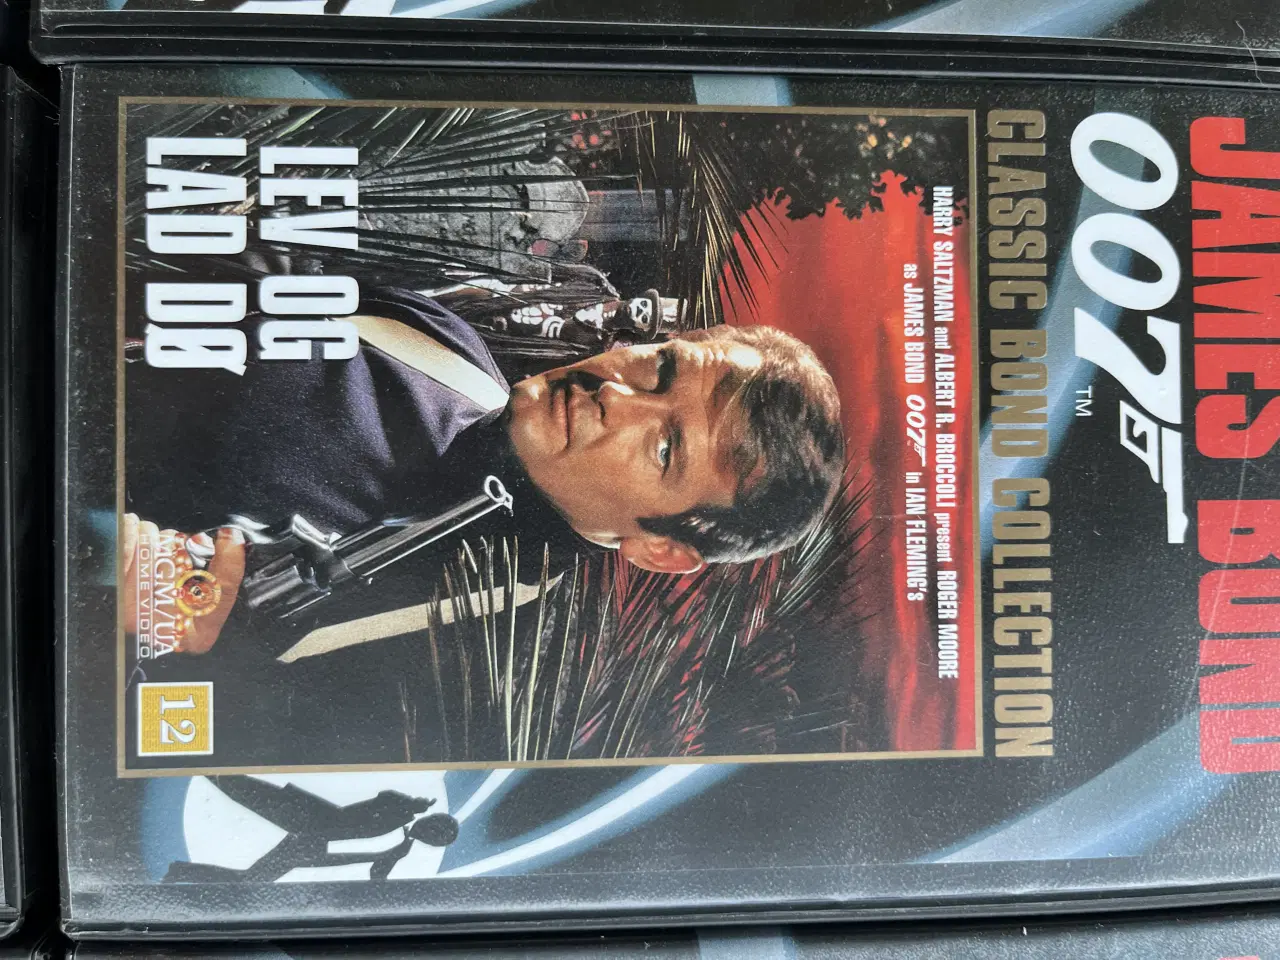 JAMES BOND
007 TM
CLASSIC BOND COLLECTION
HARRY SALTZMAN and ALBERT R. BROCCOLI present ROGER MOORE
as JAMES BOND 007 in IAN FLEMING's
LEV OG
LAD DØ
MGM/UA
HOME VIDEO
12